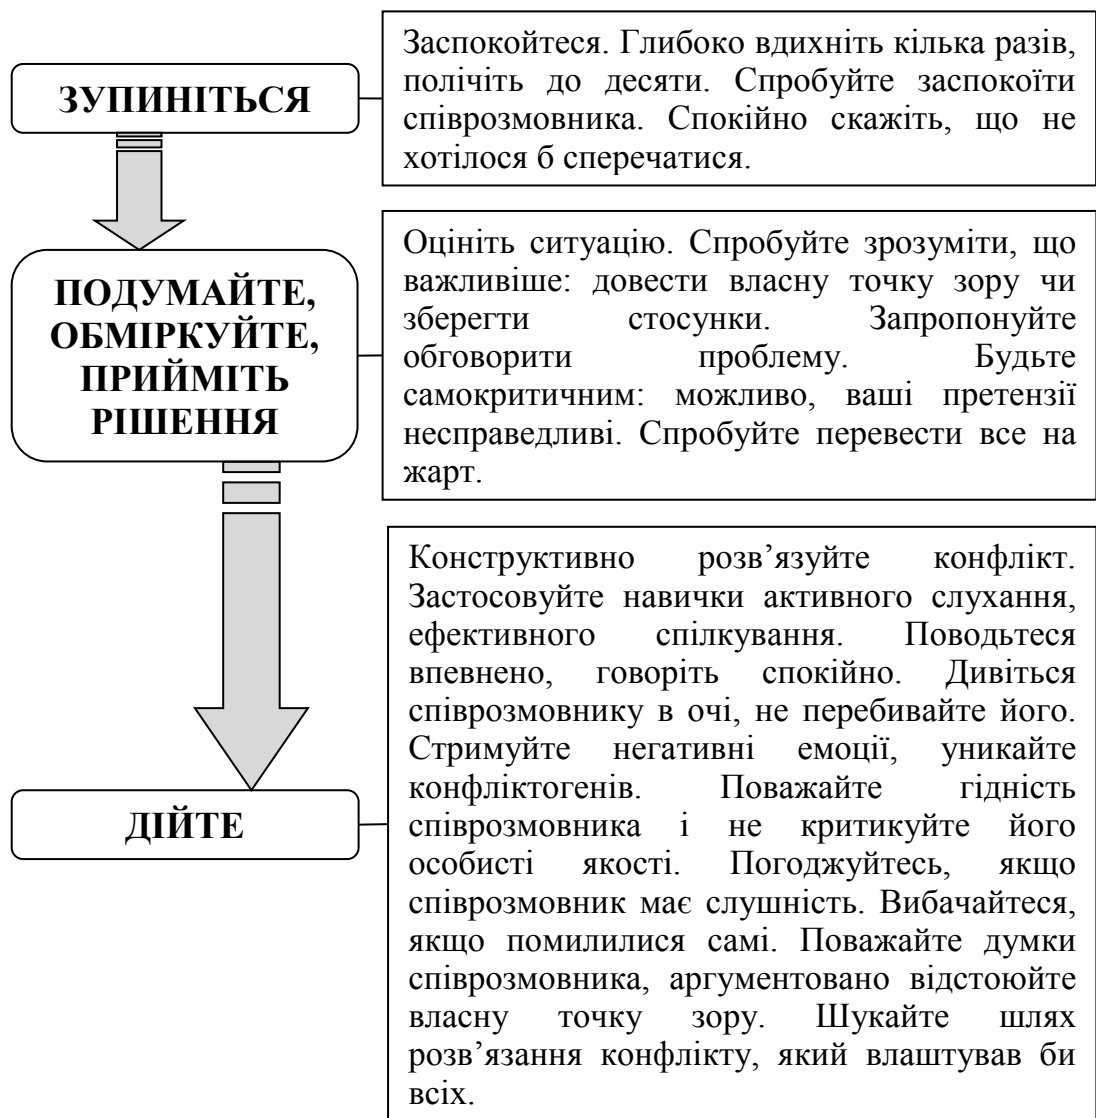 ЗУПИНІТЬСЯ
Заспокойтеся. Глибоко вдихніть кілька разів,
полічіть до десяти. Спробуйте заспокоїти
співрозмовника. Спокійно скажіть, що не
хотілося б сперечатися.
ПОДУМАЙТЕ,
ОБМІРКУЙТЕ,
ПРИЙМІТЬ
РІШЕННЯ
Оцініть ситуацію. Спробуйте зрозуміти, що
важливіше: довести власну точку зору чи
зберегти стосунки. Запропонуйте
обговорити проблему. Будьте
самокритичним: можливо, ваші претензії
несправедливі. Спробуйте перевести все на
жарт.
ДІЙТЕ
Конструктивно розв’язуйте конфлікт.
Застосовуйте навички активного слухання,
ефективного спілкування. Поводьтеся
впевнено, говоріть спокійно. Дивіться
співрозмовнику в очі, не перебивайте його.
Стримуйте негативні емоції, уникайте
конфліктогенів. Поважайте гідність
співрозмовника і не критикуйте його
особисті якості. Погоджуйтесь, якщо
співрозмовник має слушність. Вибачайтеся,
якщо помилилися самі. Поважайте думки
співрозмовника, аргументовано відстоюйте
власну точку зору. Шукайте шлях
розв’язання конфлікту, який влаштував би
всіх.